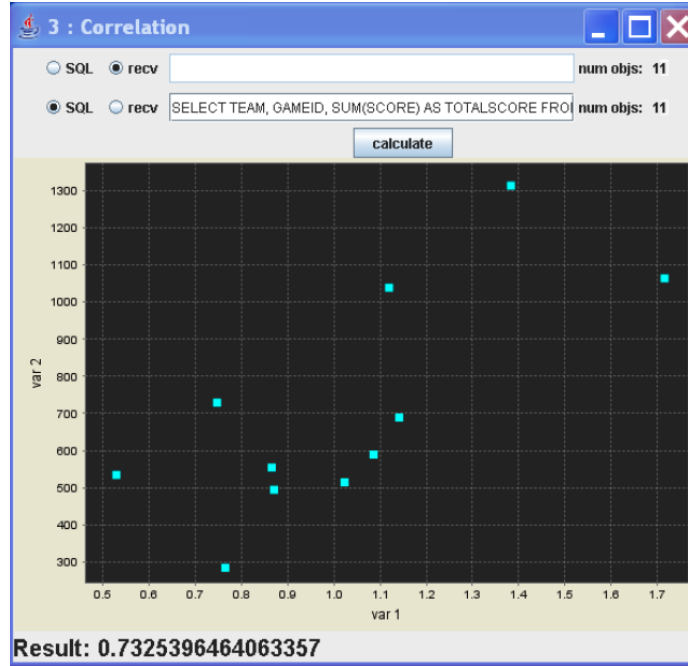 3 : Correlation
SQL recv num objs: 11
SQL recv SELECT TEAM, GAMEID, SUM(SCORE) AS TOTALSCORE num objs: 11
calculate
1300
1200
1100
1000
900
800
700
600
500
400
300
var 2
0.5 0.6 0.7 0.8 0.9 1.0 1.1 1.2 1.3 1.4 1.5 1.6 1.7
var 1
Result: 0.7325396464063357